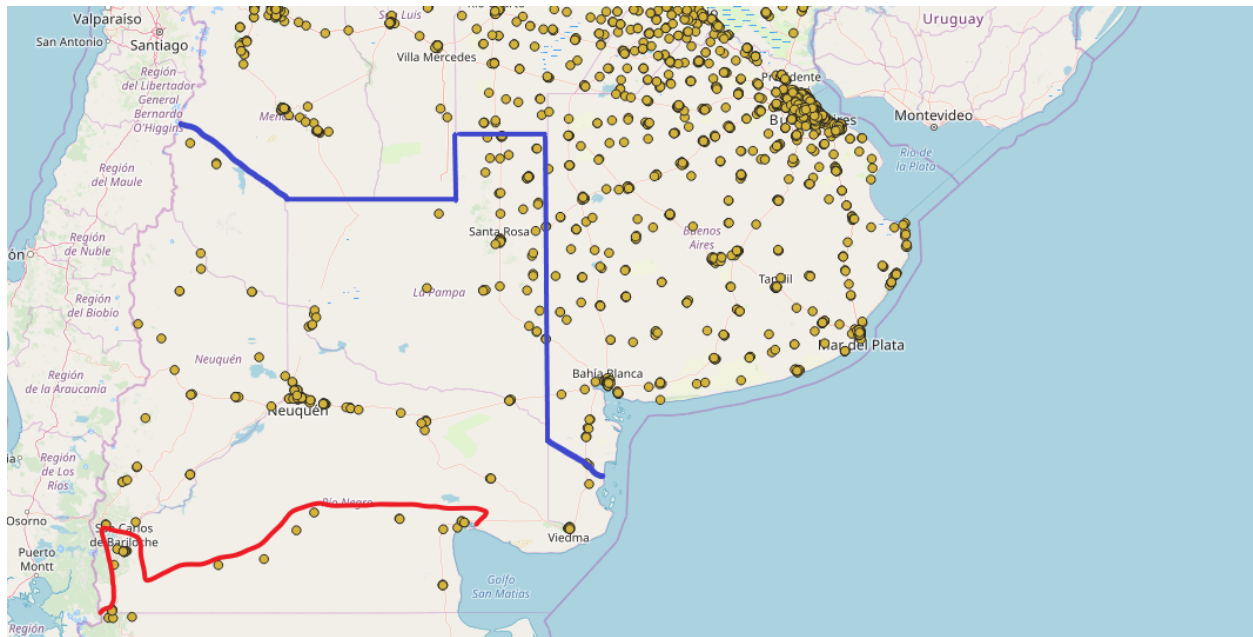 Valparaíso
San Luis
Uruguay
San Antonio
Santiago
Villa Mercedes
Región
del Libertador
General
Bernardo
O'Higgins
Presidente
Montevideo
Río de
la Plata
Región
del Maule
Región
de Ñuble
Santa Rosa
Buenos
Aires
Tandil
La Pampa
Región
del Biobío
Mar del Plata
Neuquén
Región
de la Araucanía
Bahía Blanca
Neuquén
Región
de Los
Ríos
Río Negro
Osorno
San Carlos
de Bariloche
Viedma
Puerto
Montt
Golfo
San Matías
Región